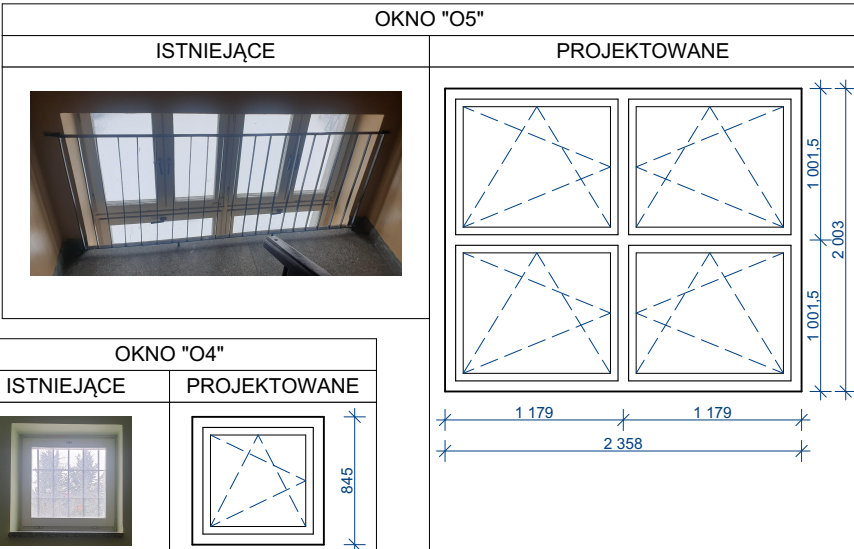 OKNO "O5"
ISTNIEJĄCE PROJEKTOWANE
1 001,5
2 003
1 001,5
1 179 1 179
2 358
OKNO "O4"
ISTNIEJĄCE PROJEKTOWANE
845